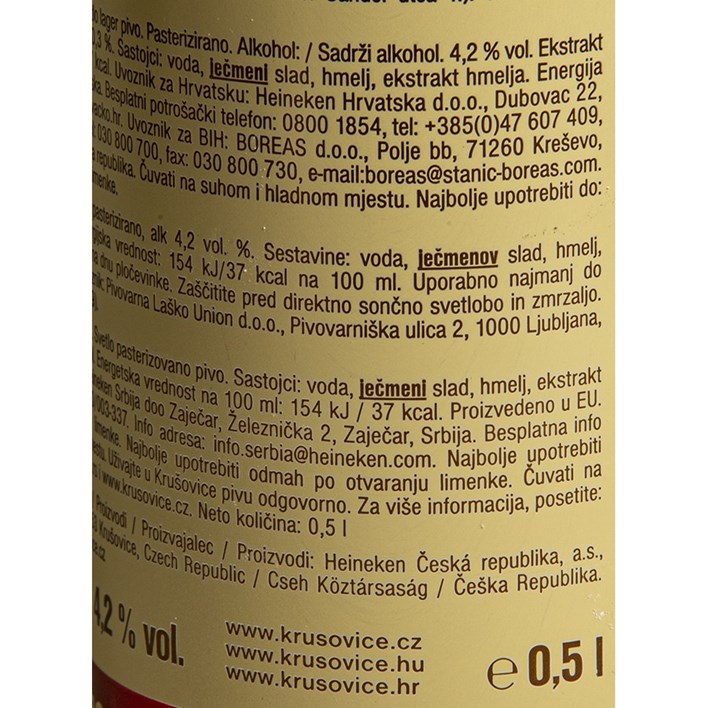 lager pivo. Pasterizirano. Alkohol: / Sadrži alkohol. 4,2 % vol. Ekstrakt
Sastojci: voda, ječmeni slad, hmelj, ekstrakt hmelja. Energija
kcal. Uvoznik za Hrvatsku: Heineken Hrvatska d.o.o., Dubovac 22,
Besplatni potrošački telefon: 0800 1854, tel: +385(0)47 607 409,
Uvoznik za BIH: BOREAS d.o.o., Polje bb, 71260 Kreševo,
030 800 700, fax: 030 800 730, e-mail:boreas@stanic-boreas.com.
republika. Čuvati na suhom i hladnom mjestu. Najbolje upotrebiti do:
pasterizirano, alk 4,2 vol. %. Sestavine: voda, ječmenov slad, hmelj,
vrednost: 154 kJ/37 kcal na 100 ml. Uporabno najmanj do
na dnu pločevinke. Zaščitite pred direktno sončno svetlobo in zmrzaljo.
Pivovarna Laško Union d.o.o., Pivovarniška ulica 2, 1000 Ljubljana,
Svetlo pasterizovano pivo. Sastojci: voda, ječmeni slad, hmelj, ekstrakt
Energetska vrednost na 100 ml: 154 kJ / 37 kcal. Proizvedeno u EU.
Srbija doo Zaječar, Železnička 2, Zaječar, Srbija. Besplatna info
003-337. Info adresa: info.serbia@heineken.com. Najbolje upotrebiti
limenke. Najbolje upotrebiti odmah po otvaranju limenke. Čuvati na
Uživajte u Krušovice pivu odgovorno. Za više informacija, posetite:
www.krusovice.cz. Neto količina: 0,5 l
Proizvodi / Proizvajalec / Proizvodi: Heineken Česká republika, a.s.,
Krušovice, Czech Republic / Cseh Köztársaság / Češka Republika.
4,2 % vol.
www.krusovice.cz
www.krusovice.hu
www.krusovice.hr
e 0,5 l